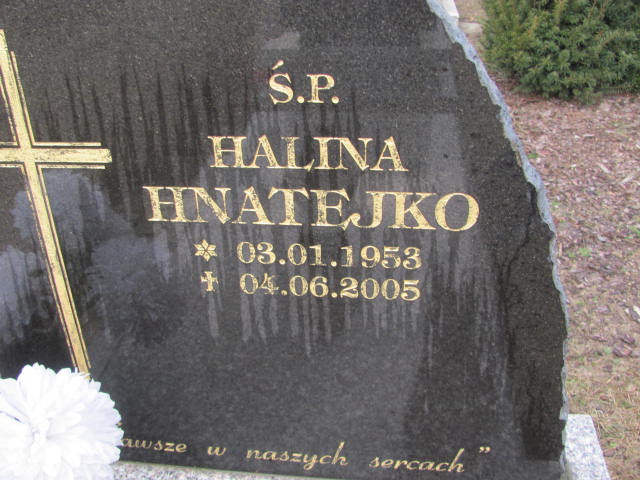 Ś.P.
HALINA
HNATEJKO
* 03.01.1953
✝ 04.06.2005
w naszych sercach”